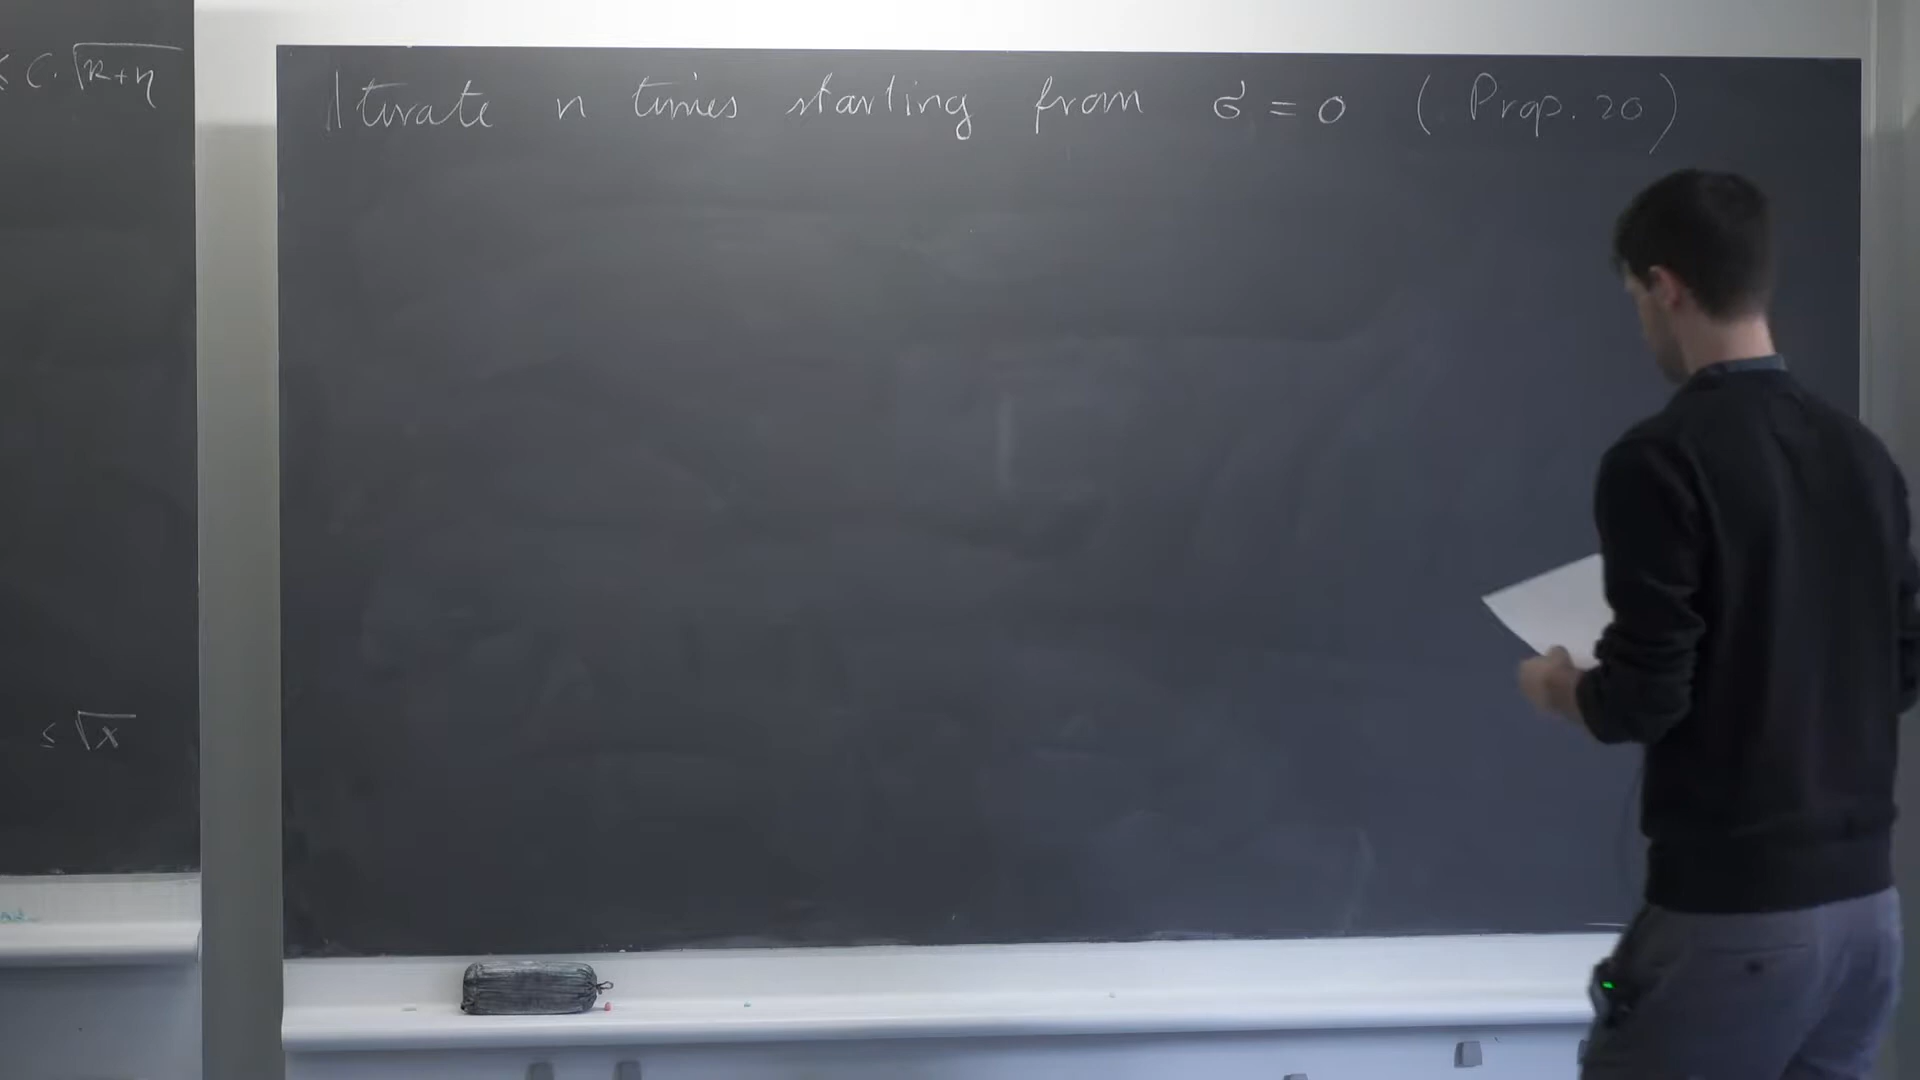 ≤ C. √n+η
≤ √x
Iterate n times starting from σ = 0 ( Prop. 20 )